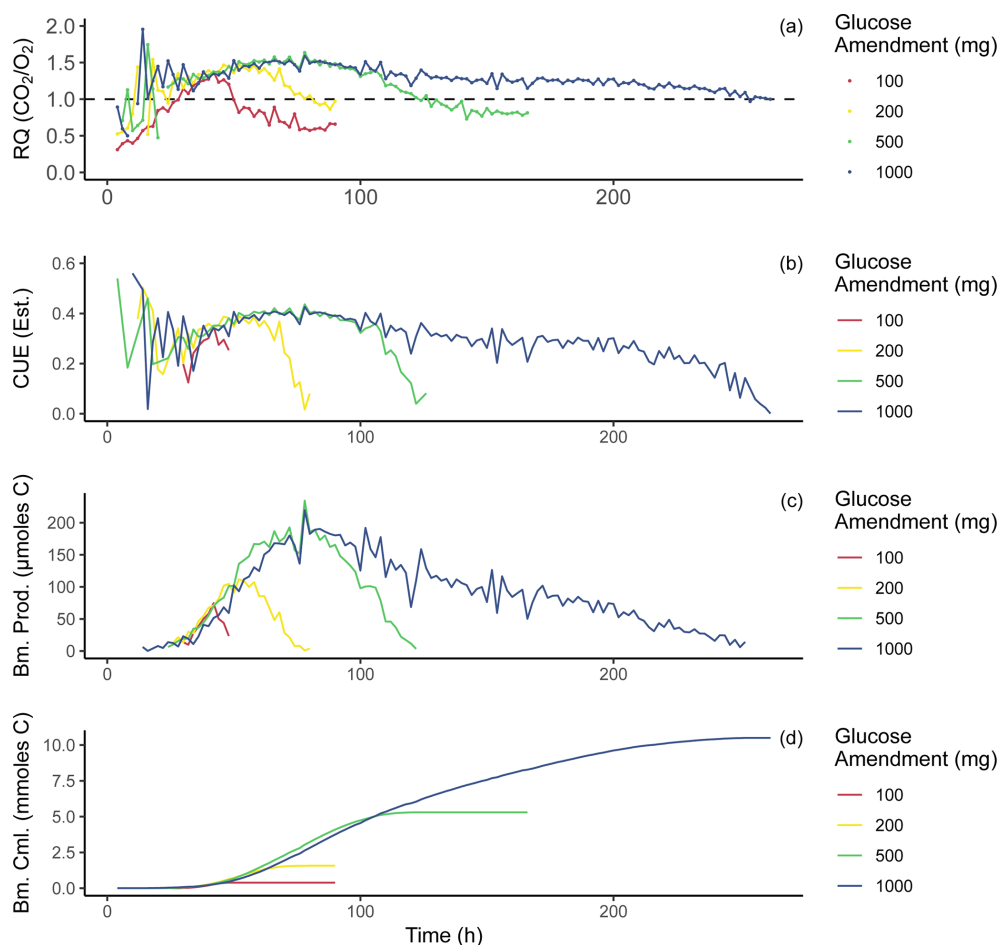 (a)
RQ (CO₂/O₂)
2.0
1.5
1.0
0.5
0.0
0
100
200
Glucose
Amendment (mg)
100
200
500
1000
(b)
CUE (Est.)
0.6
0.4
0.2
0.0
0
100
200
Glucose
Amendment (mg)
100
200
500
1000
(c)
Bm. Prod. (µmoles C)
200
150
100
50
0
0
100
200
Glucose
Amendment (mg)
100
200
500
1000
(d)
Bm. Cml. (mmoles C)
10.0
7.5
5.0
2.5
0.0
0
100
200
Time (h)
Glucose
Amendment (mg)
100
200
500
1000